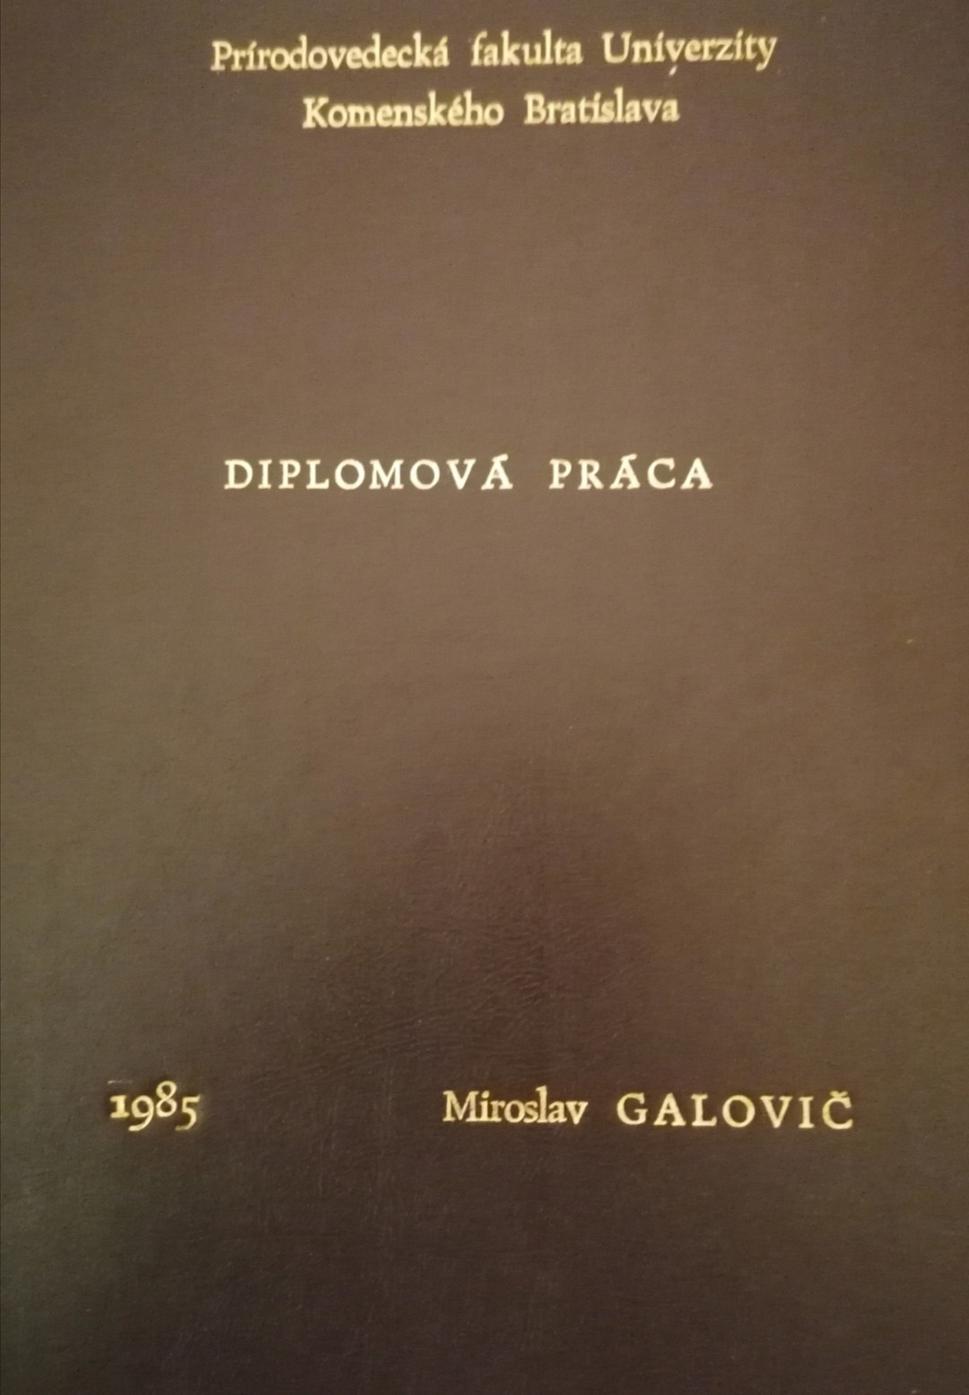 Prírodovedecká fakulta Univerzity
Komenského Bratislava
DIPLOMOVÁ PRÁCA
1985 Miroslav GALOVIČ